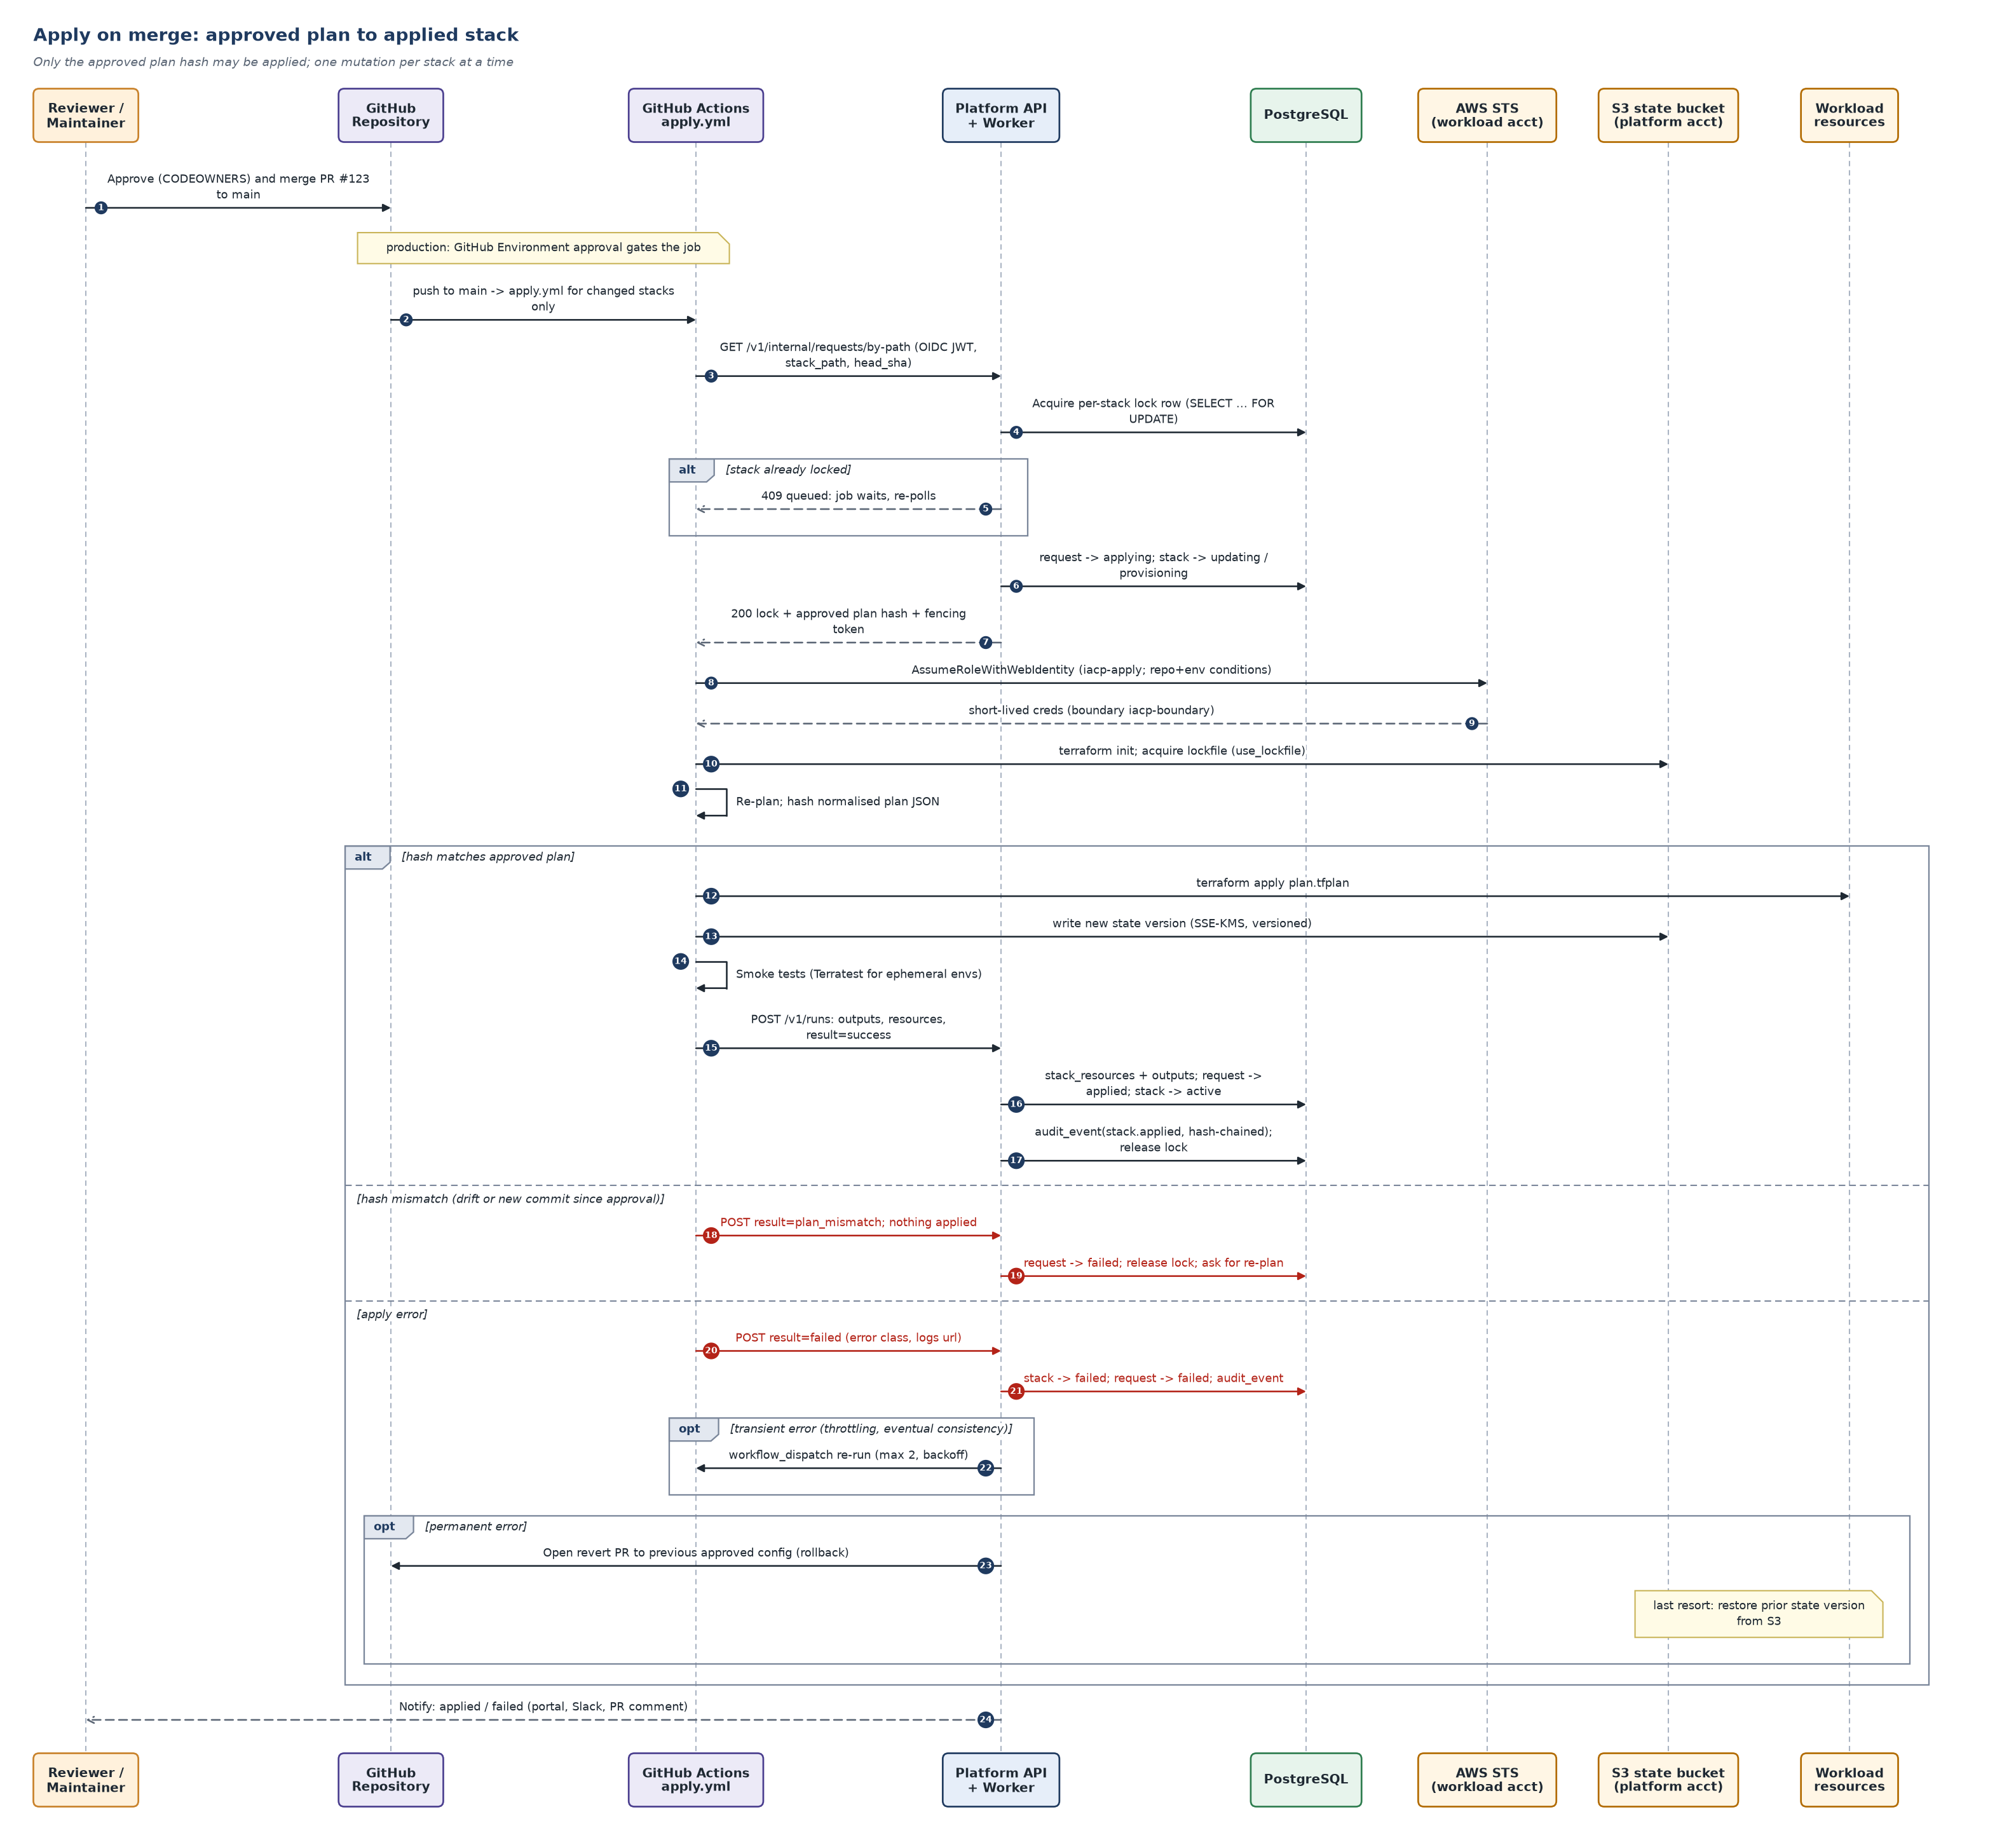 Apply on merge: approved plan to applied stack
Only the approved plan hash may be applied; one mutation per stack at a time
Reviewer /
Maintainer
GitHub
Repository
GitHub Actions
apply.yml
Platform API
+ Worker
PostgreSQL
AWS STS
(workload acct)
S3 state bucket
(platform acct)
Workload
resources
Approve (CODEOWNERS) and merge PR #123
to main
1
production: GitHub Environment approval gates the job
push to main -> apply.yml for changed stacks
only
2
GET /v1/internal/requests/by-path (OIDC JWT,
stack_path, head_sha)
3
Acquire per-stack lock row (SELECT ... FOR
UPDATE)
4
alt
[stack already locked]
409 queued: job waits, re-polls
5
request -> applying; stack -> updating /
provisioning
6
200 lock + approved plan hash + fencing
token
7
AssumeRoleWithWebIdentity (iacp-apply; repo+env conditions)
8
short-lived creds (boundary iacp-boundary)
9
terraform init; acquire lockfile (use_lockfile)
10
11
Re-plan; hash normalised plan JSON
alt
[hash matches approved plan]
terraform apply plan.tfplan
12
write new state version (SSE-KMS, versioned)
13
14
Smoke tests (Terratest for ephemeral envs)
POST /v1/runs: outputs, resources,
result=success
15
stack_resources + outputs; request ->
applied; stack -> active
16
audit_event(stack.applied, hash-chained);
release lock
17
[hash mismatch (drift or new commit since approval)]
POST result=plan_mismatch; nothing applied
18
request -> failed; release lock; ask for re-plan
19
[apply error]
POST result=failed (error class, logs url)
20
stack -> failed; request -> failed; audit_event
21
opt
[transient error (throttling, eventual consistency)]
workflow_dispatch re-run (max 2, backoff)
22
opt
[permanent error]
Open revert PR to previous approved config (rollback)
23
last resort: restore prior state version
from S3
Notify: applied / failed (portal, Slack, PR comment)
24
Reviewer /
Maintainer
GitHub
Repository
GitHub Actions
apply.yml
Platform API
+ Worker
PostgreSQL
AWS STS
(workload acct)
S3 state bucket
(platform acct)
Workload
resources